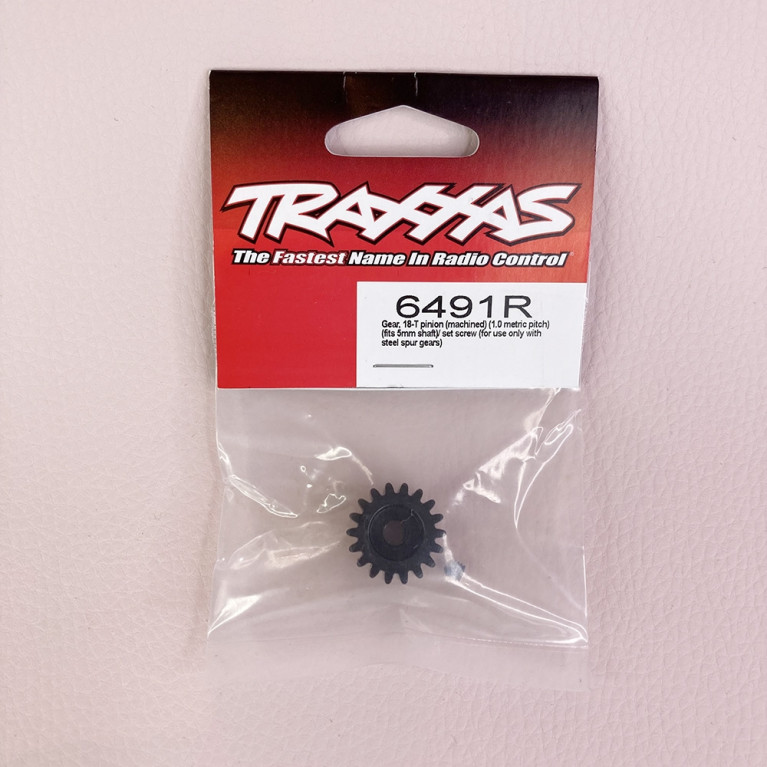 TRAXXAS
The Fastest Name In Radio Control
6491R
Gear, 18-T pinion (machined) (1.0 metric pitch)
(fits 5mm shaft)/ set screw (for use only with
steel spur gears)